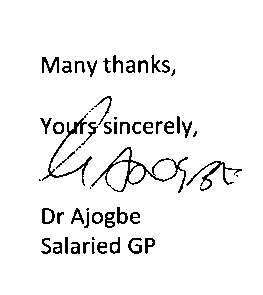 Many thanks,
Yours sincerely,
Dr Ajogbe
Salaried GP